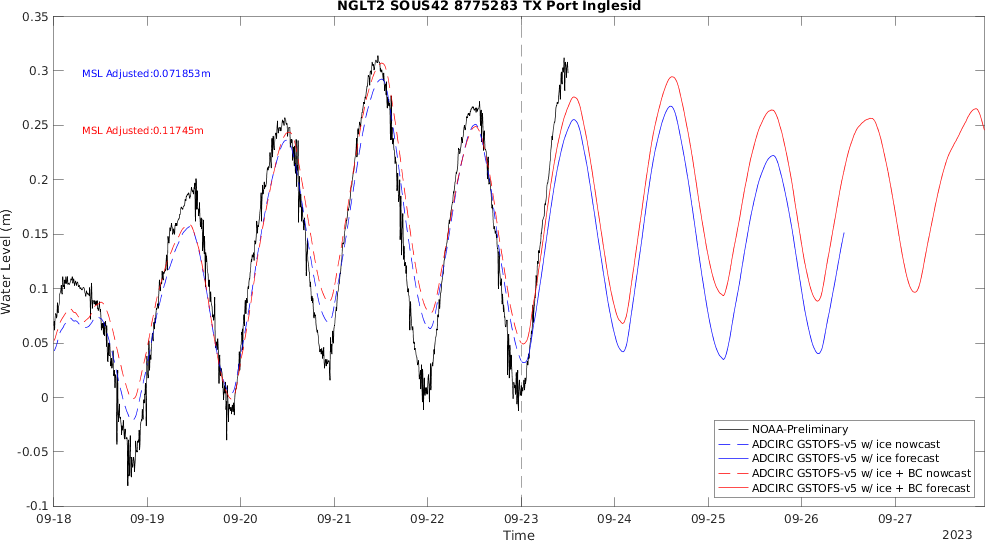 NGLT2 SOUS42 8775283 TX Port Inglesid
0.35
0.3
0.25
0.2
0.15
0.1
0.05
0
-0.05
-0.1
Water Level (m)
MSL Adjusted:0.071853m
MSL Adjusted:0.11745m
NOAA-Preliminary
ADCIRC GSTOFS-v5 w/ ice nowcast
ADCIRC GSTOFS-v5 w/ ice forecast
ADCIRC GSTOFS-v5 w/ ice + BC nowcast
ADCIRC GSTOFS-v5 w/ ice + BC forecast
09-18 09-19 09-20 09-21 09-22 09-23 09-24 09-25 09-26 09-27
Time
2023